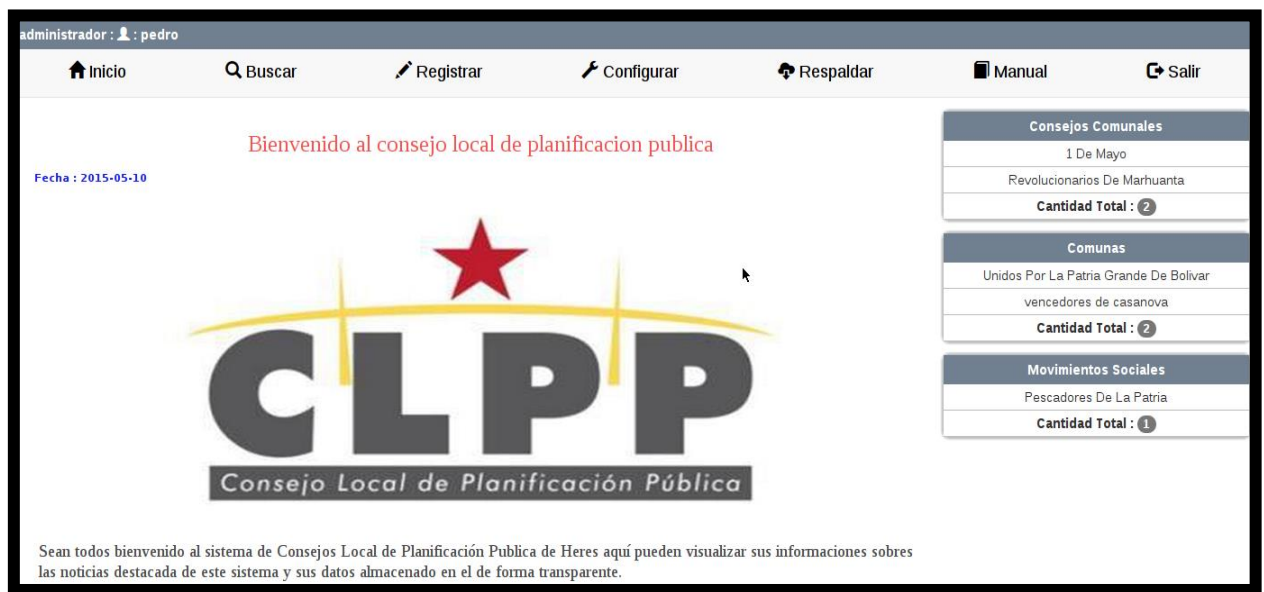 administrador : : pedro
Inicio Buscar Registrar Configurar Respaldar Manual Salir
Bienvenido al consejo local de planificacion publica
Fecha : 2015-05-10
CLPP
Consejo Local de Planificación Pública
Sean todos bienvenido al sistema de Consejos Local de Planificación Publica de Heres aquí pueden visualizar sus informaciones sobres
las noticias destacada de este sistema y sus datos almacenado en el de forma transparente.
Consejos Comunales
1 De Mayo
Revolucionarios De Marhuanta
Cantidad Total : 2
Comunas
Unidos Por La Patria Grande De Bolivar
vencedores de casanova
Cantidad Total : 2
Movimientos Sociales
Pescadores De La Patria
Cantidad Total : 1